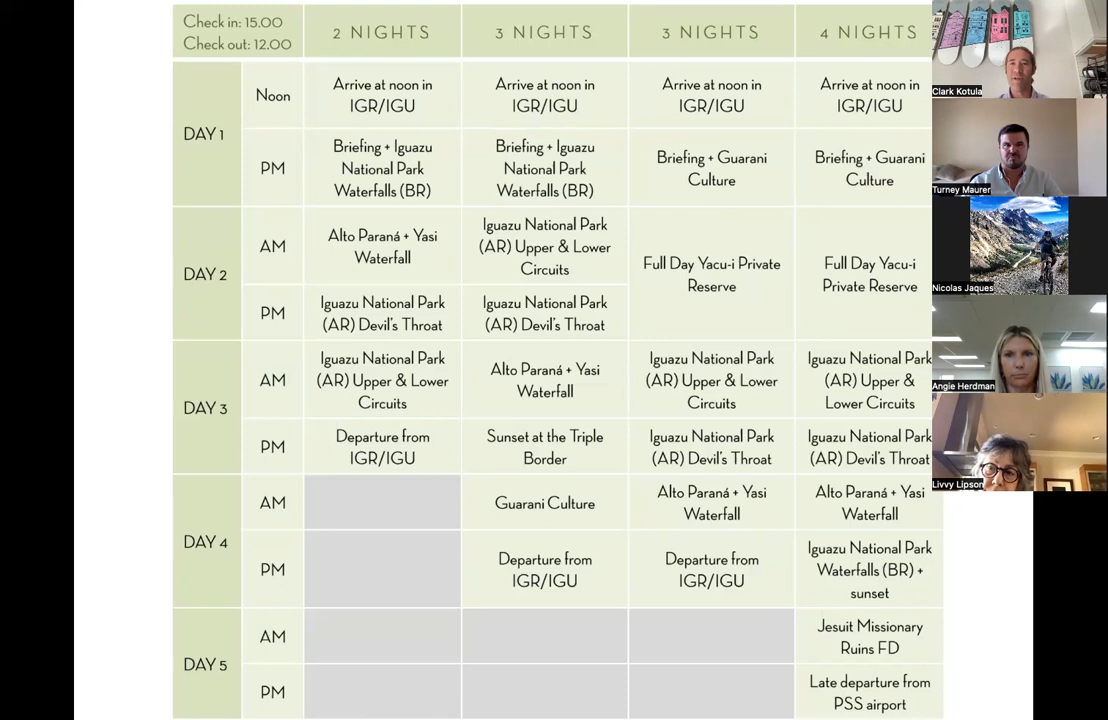 Check in: 15.00
Check out: 12.00
2 NIGHTS
3 NIGHTS
3 NIGHTS
4 NIGHTS
DAY 1
Noon
Arrive at noon in
IGR/IGU
Arrive at noon in
IGR/IGU
Arrive at noon in
IGR/IGU
Arrive at noon in
IGR/IGU
PM
Briefing + Iguazu
National Park
Waterfalls (BR)
Briefing + Iguazu
National Park
Waterfalls (BR)
Briefing + Guarani
Culture
Briefing + Guarani
Culture
DAY 2
AM
Alto Paraná + Yasi
Waterfall
Iguazu National Park
(AR) Upper & Lower
Circuits
Full Day Yacu-i Private
Reserve
Full Day Yacu-i
Private Reserve
PM
Iguazu National Park
(AR) Devil's Throat
Iguazu National Park
(AR) Devil's Throat
DAY 3
AM
Iguazu National Park
(AR) Upper & Lower
Circuits
Alto Paraná + Yasi
Waterfall
Iguazu National Park
(AR) Upper & Lower
Circuits
Iguazu National Park
(AR) Upper &
Lower Circuits
PM
Departure from
IGR/IGU
Sunset at the Triple
Border
Iguazu National Park
(AR) Devil's Throat
Iguazu National Park
(AR) Devil's Throat
DAY 4
AM
Guarani Culture
Alto Paraná + Yasi
Waterfall
Alto Paraná + Yasi
Waterfall
PM
Departure from
IGR/IGU
Departure from
IGR/IGU
Iguazu National Park
Waterfalls (BR) +
sunset
DAY 5
AM
Jesuit Missionary
Ruins FD
PM
Late departure from
PSS airport
Clark Kotula
Turney Maurer
Nicolas Jaques
Angie Herdman
Livvy Lipson